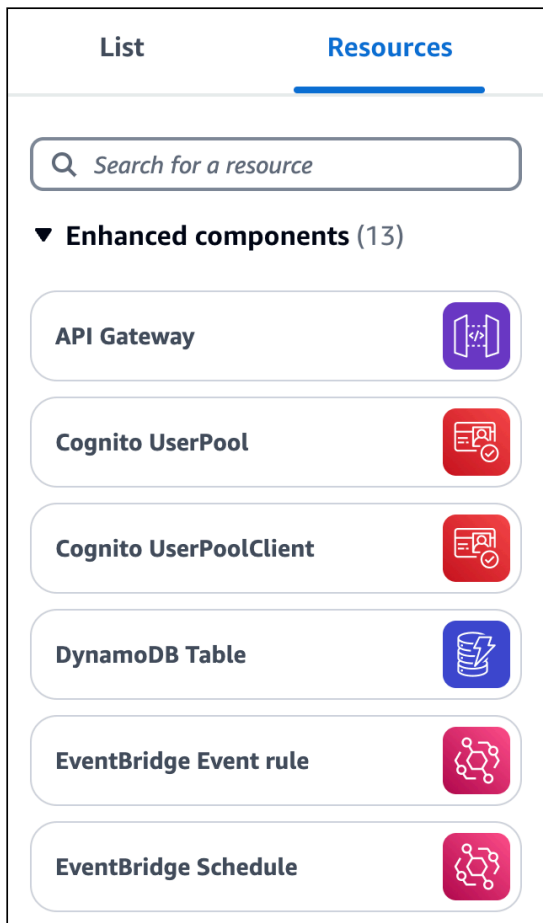 List Resources
Search for a resource
Enhanced components (13)
API Gateway
Cognito UserPool
Cognito UserPoolClient
DynamoDB Table
EventBridge Event rule
EventBridge Schedule